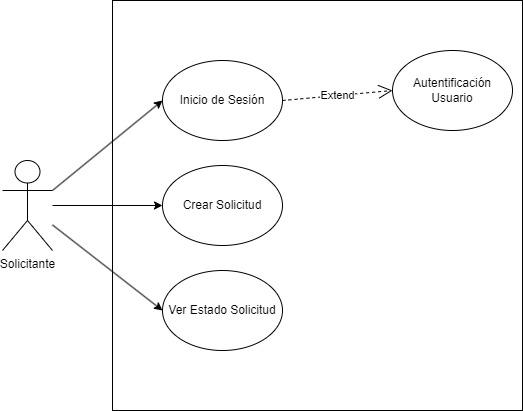 Autentificación
Usuario
Inicio de Sesión
Extend
Crear Solicitud
Solicitante
Ver Estado Solicitud